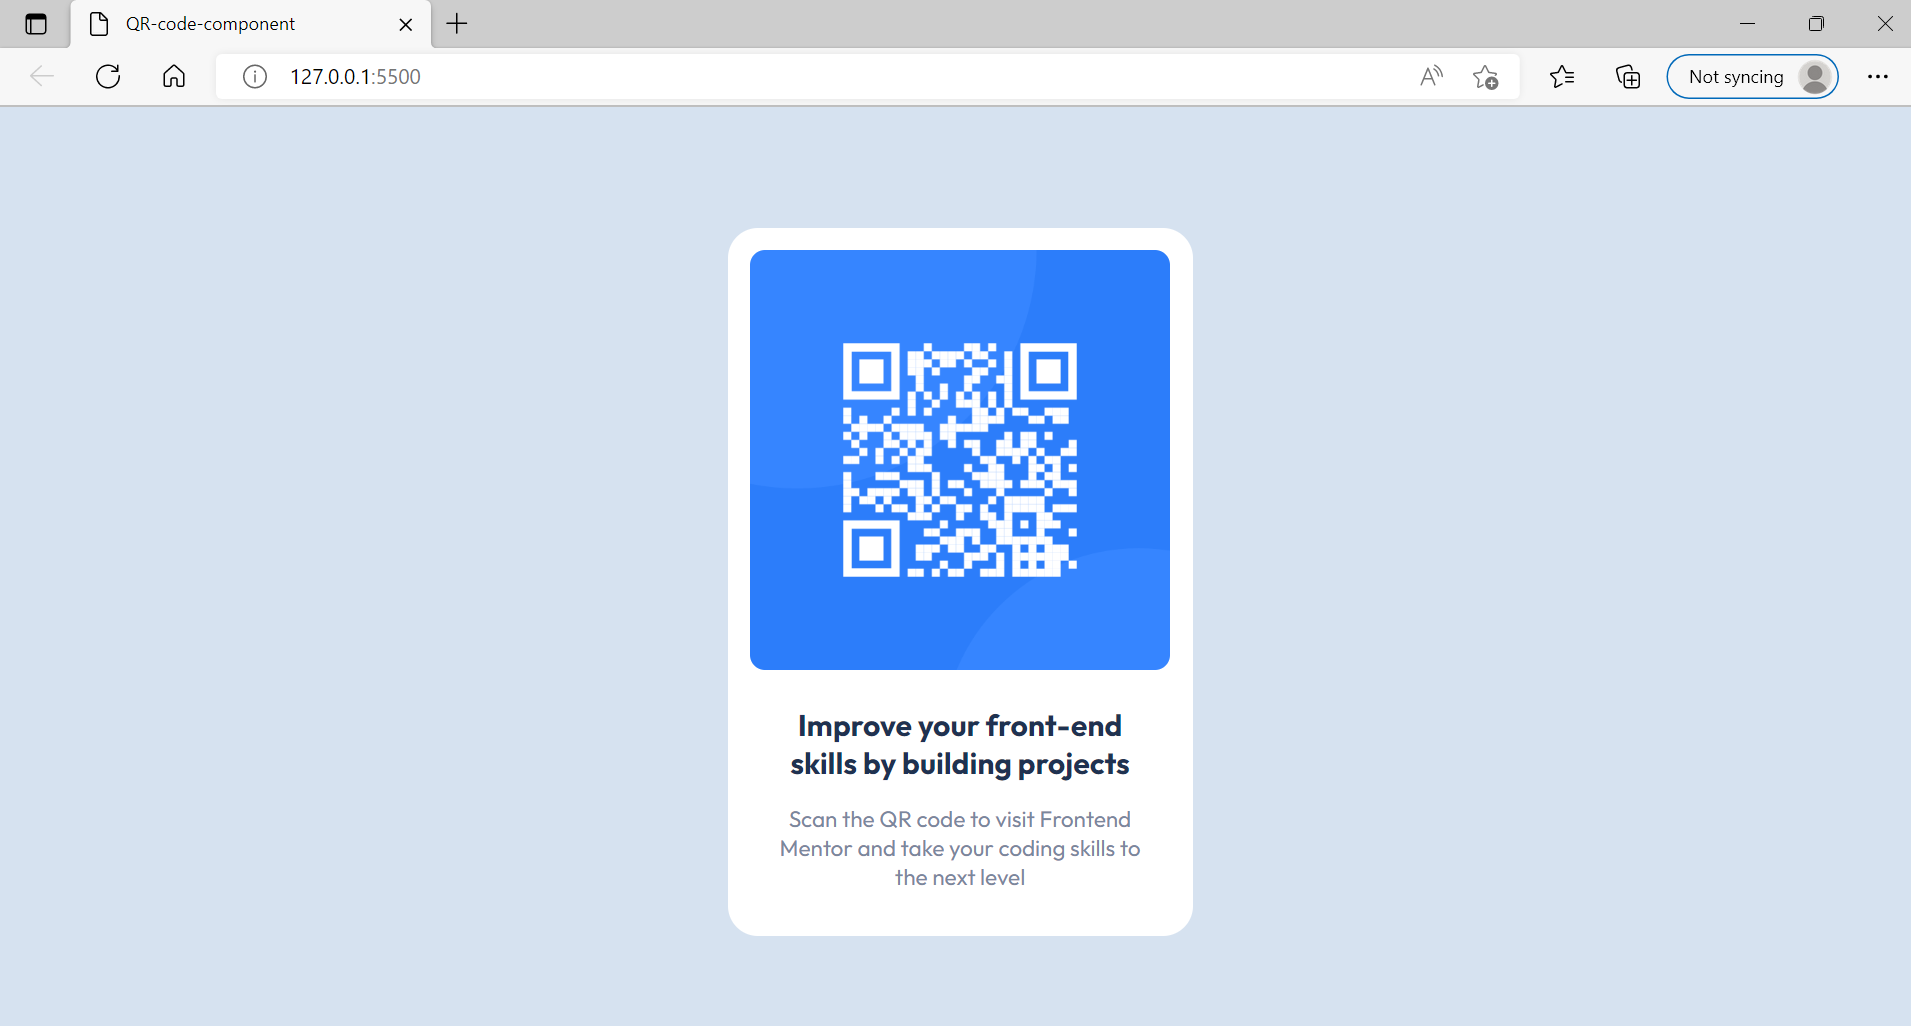 QR-code-component
127.0.0.1:5500
Not syncing
Improve your front-end
skills by building projects
Scan the QR code to visit Frontend
Mentor and take your coding skills to
the next level